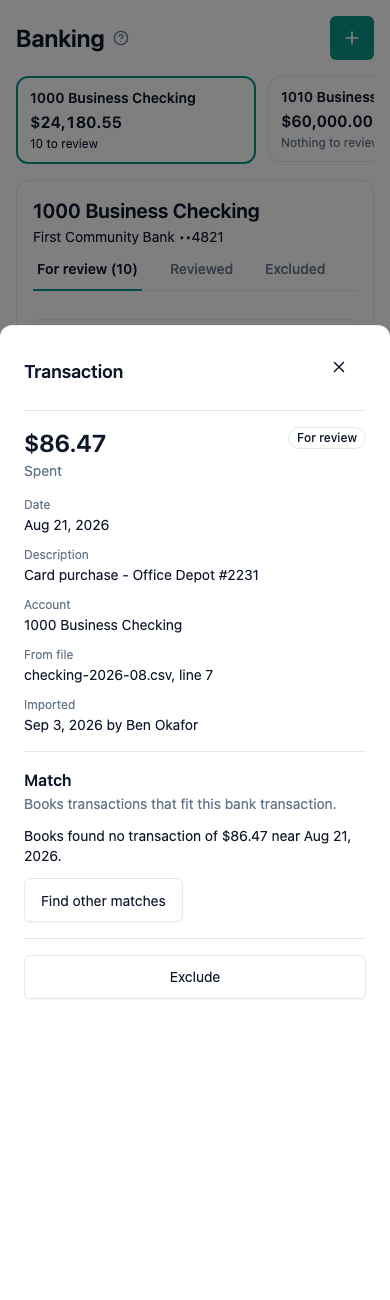 Banking
1000 Business Checking
$24,180.55
10 to review
1010 Business
$60,000.00
Nothing to review
1000 Business Checking
First Community Bank ••4821
For review (10)
Reviewed
Excluded
Transaction
$86.47
For review
Spent
Date
Aug 21, 2026
Description
Card purchase - Office Depot #2231
Account
1000 Business Checking
From file
checking-2026-08.csv, line 7
Imported
Sep 3, 2026 by Ben Okafor
Match
Books transactions that fit this bank transaction.
Books found no transaction of $86.47 near Aug 21,
2026.
Find other matches
Exclude